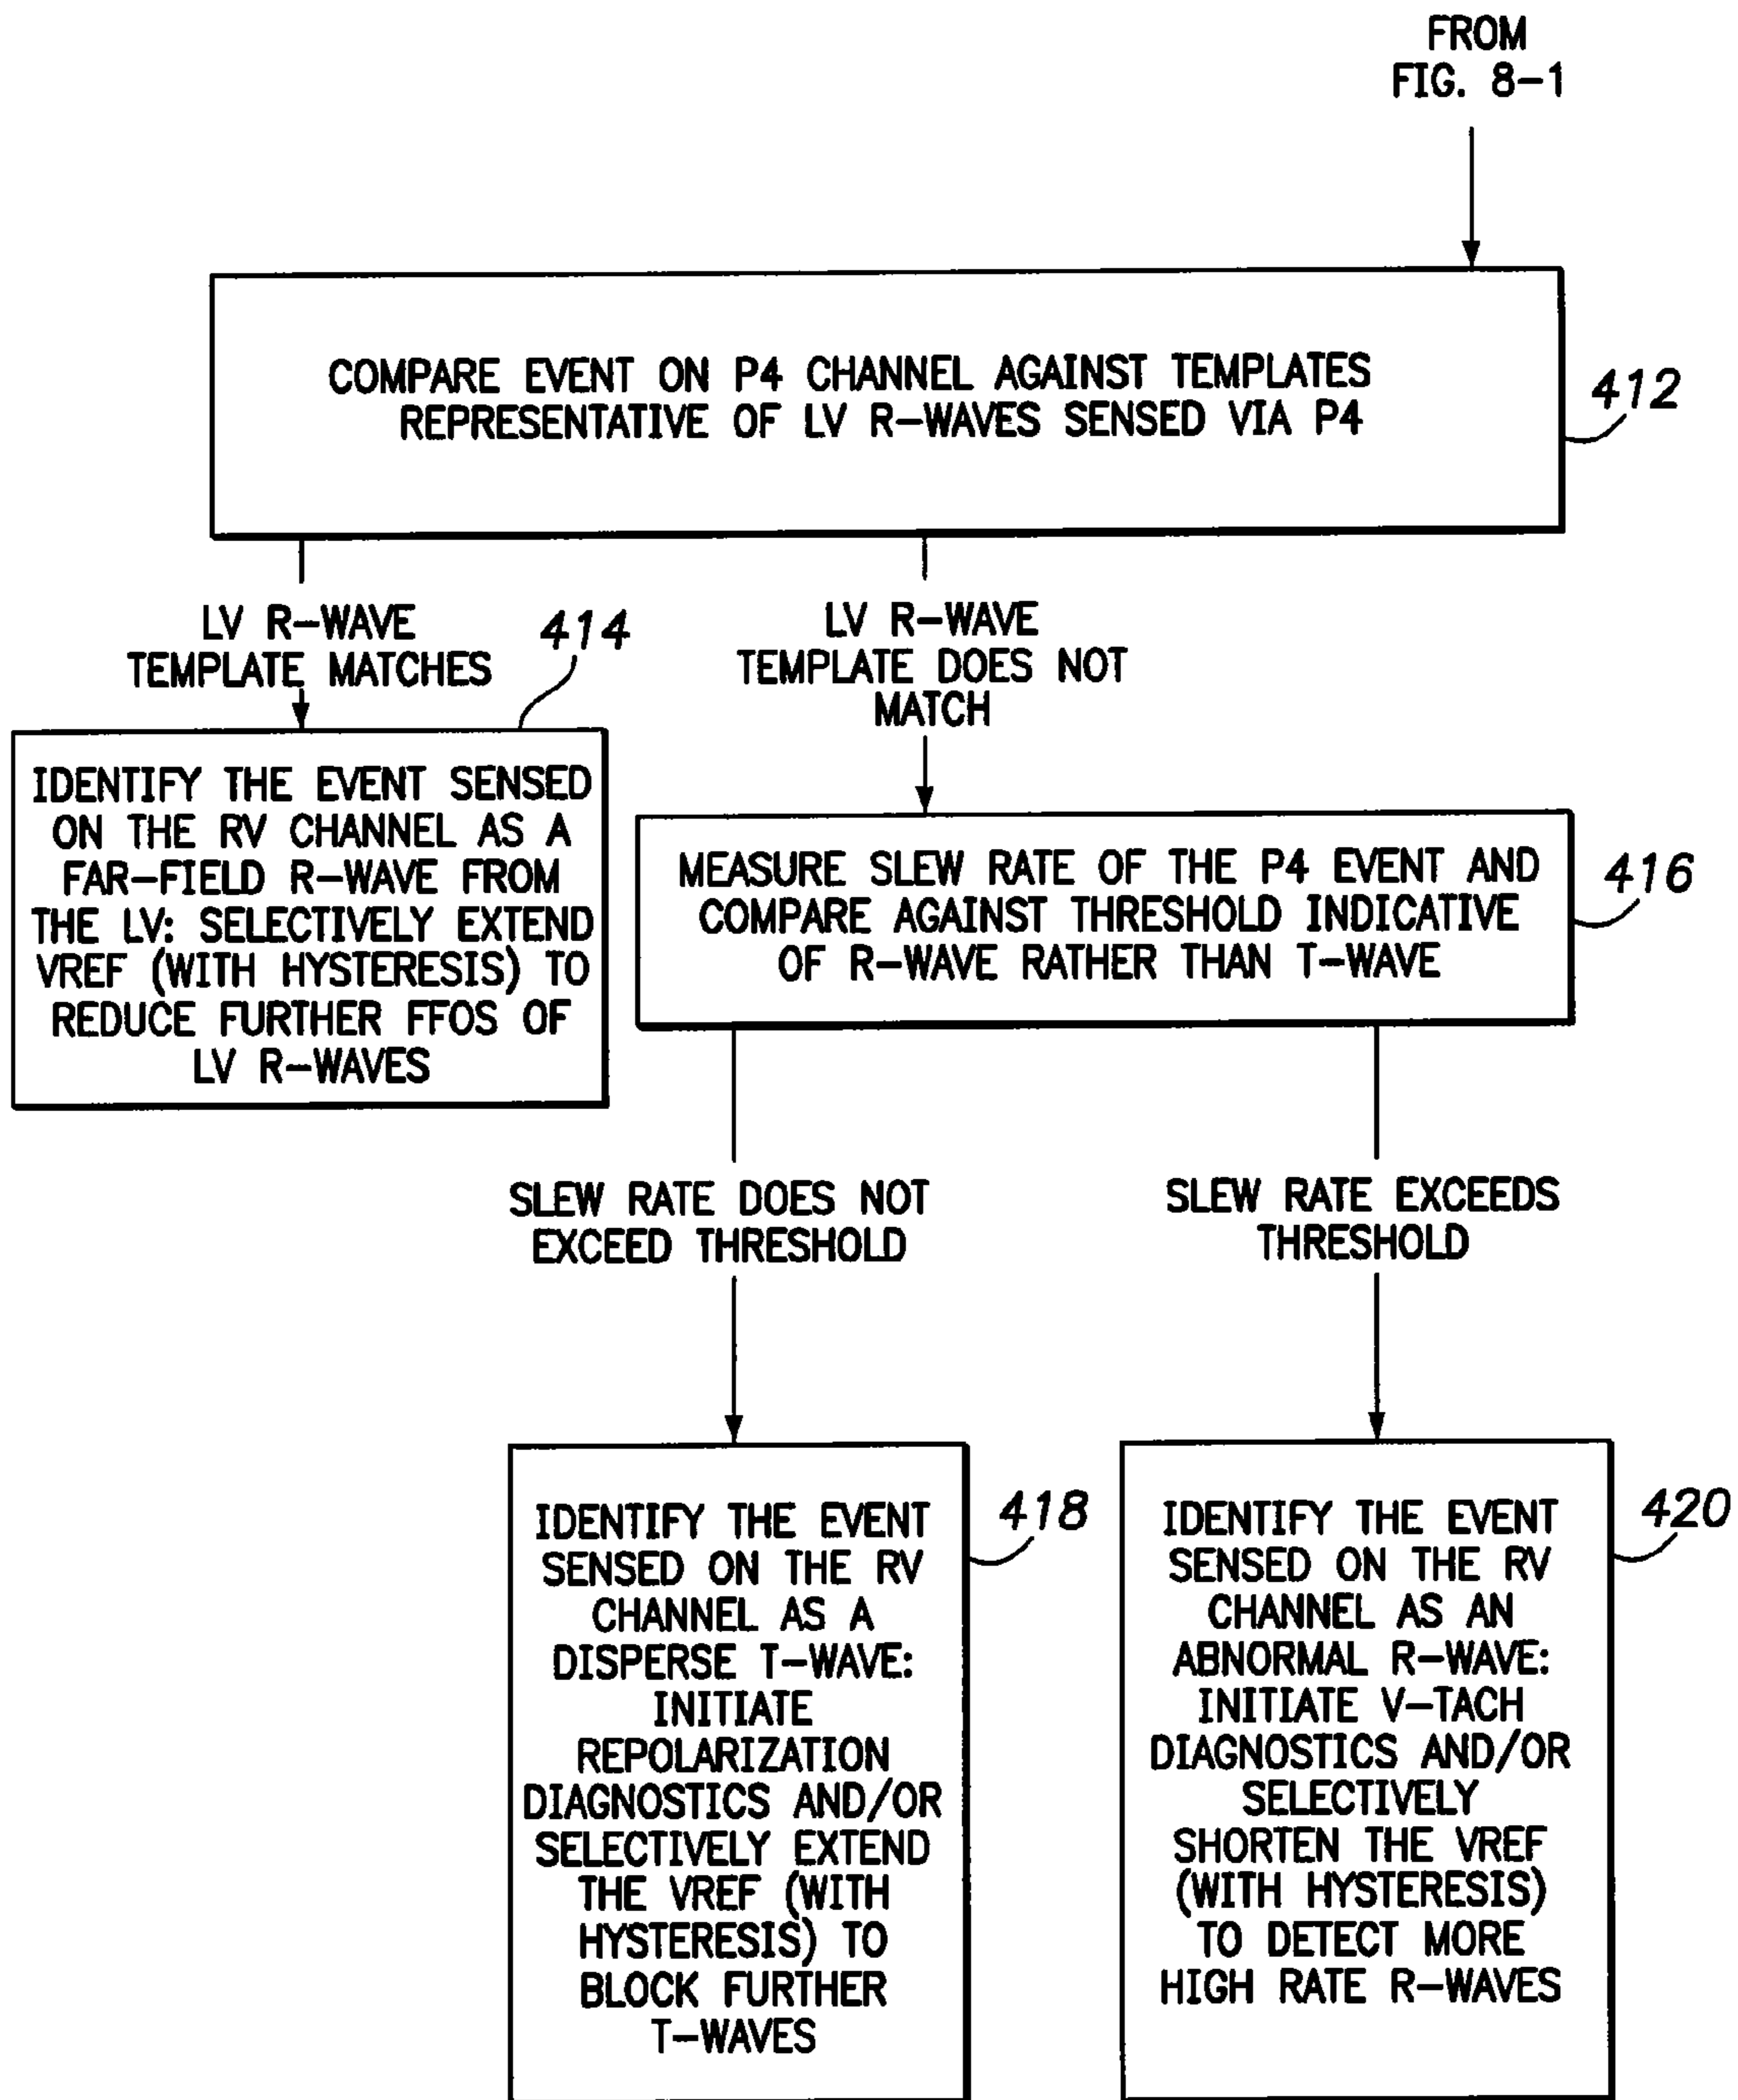 FROM
FIG. 8-1
COMPARE EVENT ON P4 CHANNEL AGAINST TEMPLATES
REPRESENTATIVE OF LV R-WAVES SENSED VIA P4
412
LV R-WAVE
TEMPLATE MATCHES
414
LV R-WAVE
TEMPLATE DOES NOT
MATCH
IDENTIFY THE EVENT SENSED
ON THE RV CHANNEL AS A
FAR-FIELD R-WAVE FROM
THE LV: SELECTIVELY EXTEND
VREF (WITH HYSTERESIS) TO
REDUCE FURTHER FFOS OF
LV R-WAVES
MEASURE SLEW RATE OF THE P4 EVENT AND
COMPARE AGAINST THRESHOLD INDICATIVE
OF R-WAVE RATHER THAN T-WAVE
416
SLEW RATE DOES NOT
EXCEED THRESHOLD
SLEW RATE EXCEEDS
THRESHOLD
IDENTIFY THE EVENT
SENSED ON THE RV
CHANNEL AS A
DISPERSE T-WAVE:
INITIATE
REPOLARIZATION
DIAGNOSTICS AND/OR
SELECTIVELY EXTEND
THE VREF (WITH
HYSTERESIS) TO
BLOCK FURTHER
T-WAVES
418
IDENTIFY THE EVENT
SENSED ON THE RV
CHANNEL AS AN
ABNORMAL R-WAVE:
INITIATE V-TACH
DIAGNOSTICS AND/OR
SELECTIVELY
SHORTEN THE VREF
(WITH HYSTERESIS)
TO DETECT MORE
HIGH RATE R-WAVES
420